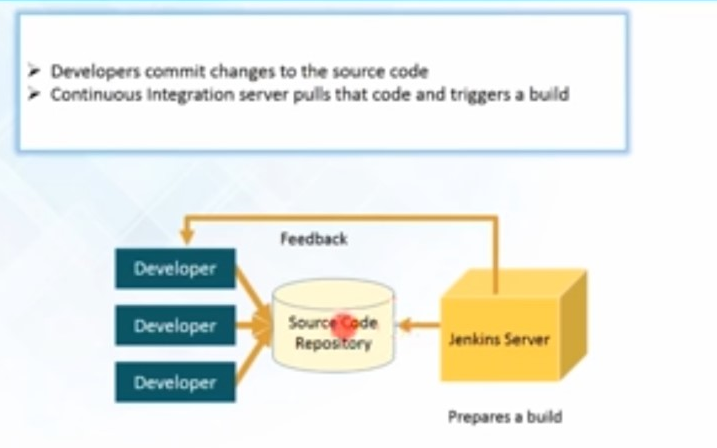 Developers commit changes to the source code
Continuous Integration server pulls that code and triggers a build
Feedback
Developer
Developer
Developer
Source Code
Repository
Jenkins Server
Prepares a build